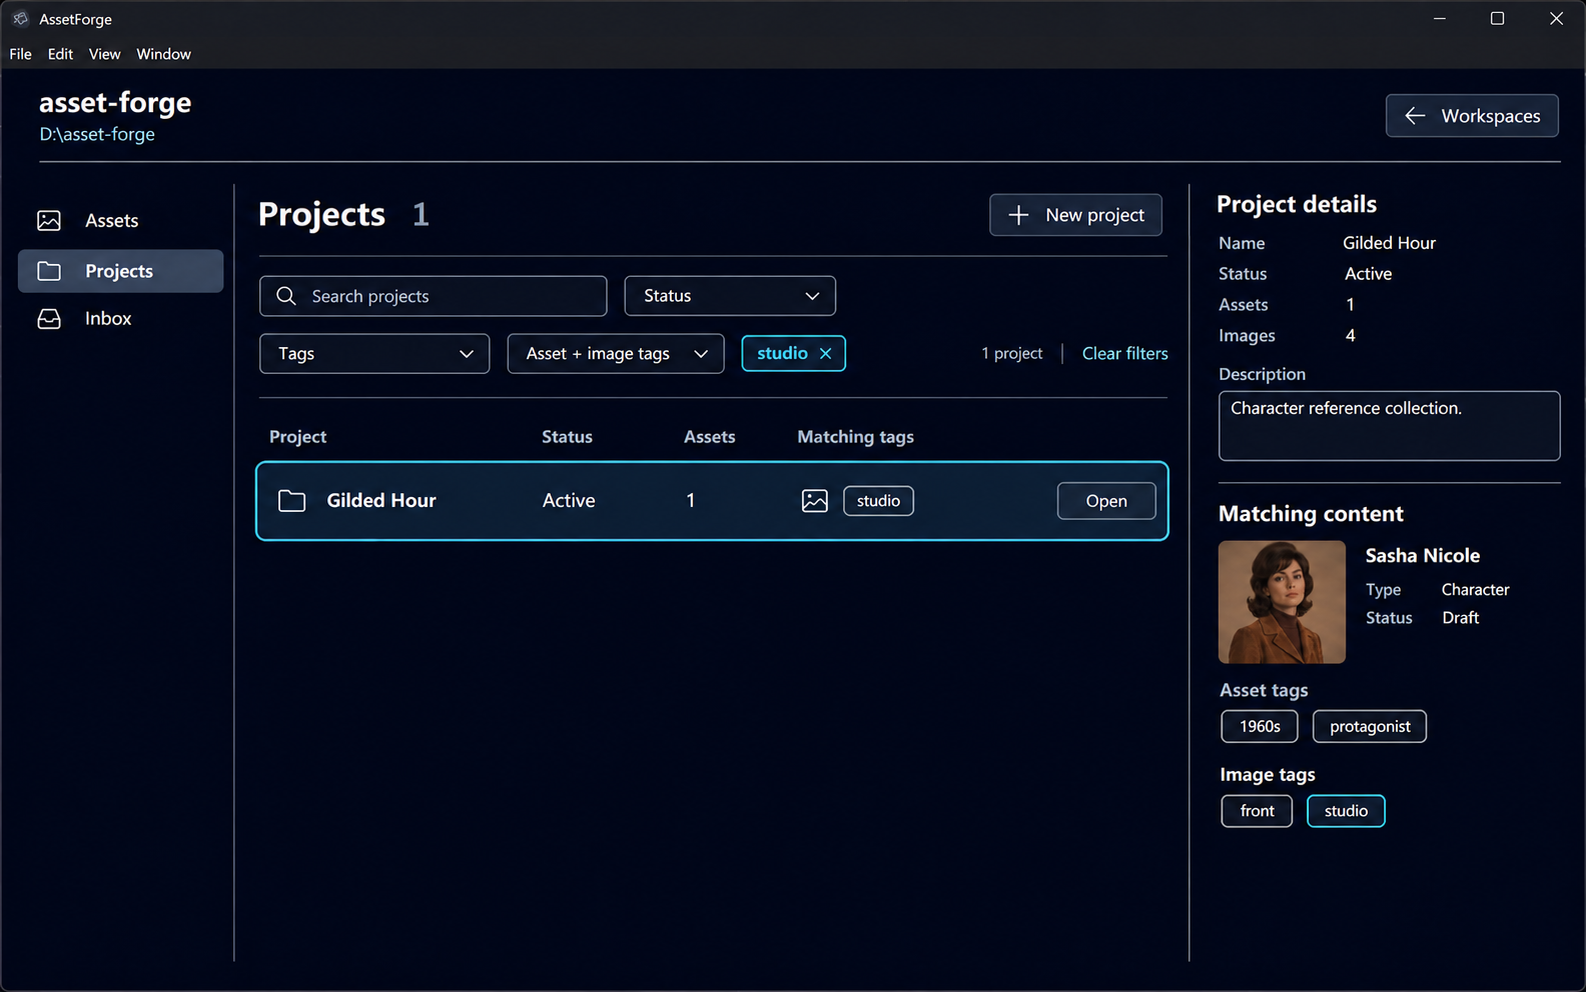 AssetForge
File Edit View Window
asset-forge
D:\asset-forge
Workspaces
Assets
Projects
Inbox
Projects 1
New project
Search projects
Status
Tags
Asset + image tags
studio
1 project
Clear filters
Project Status Assets Matching tags
Gilded Hour Active 1 studio Open
Project details
Name Gilded Hour
Status Active
Assets 1
Images 4
Description
Character reference collection.
Matching content
Sasha Nicole
Type Character
Status Draft
Asset tags
1960s protagonist
Image tags
front studio